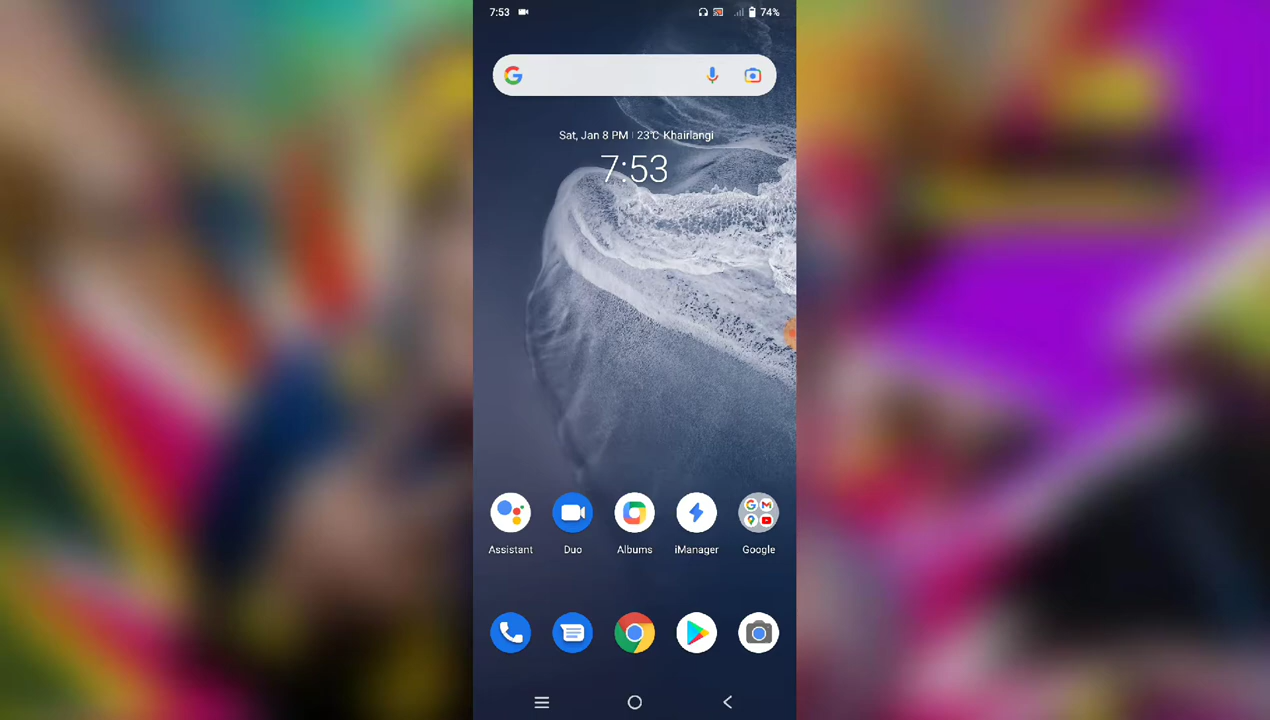 7:53 74%
Sat, Jan 8 PM | 23°C Khairlangi
7:53
Assistant Duo Albums iManager Google